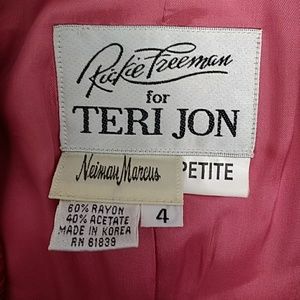 Rickie Freeman
for
TERI JON
Neiman Marcus
PETITE
60% RAYON
40% ACETATE
MADE IN KOREA
RN 61839
4